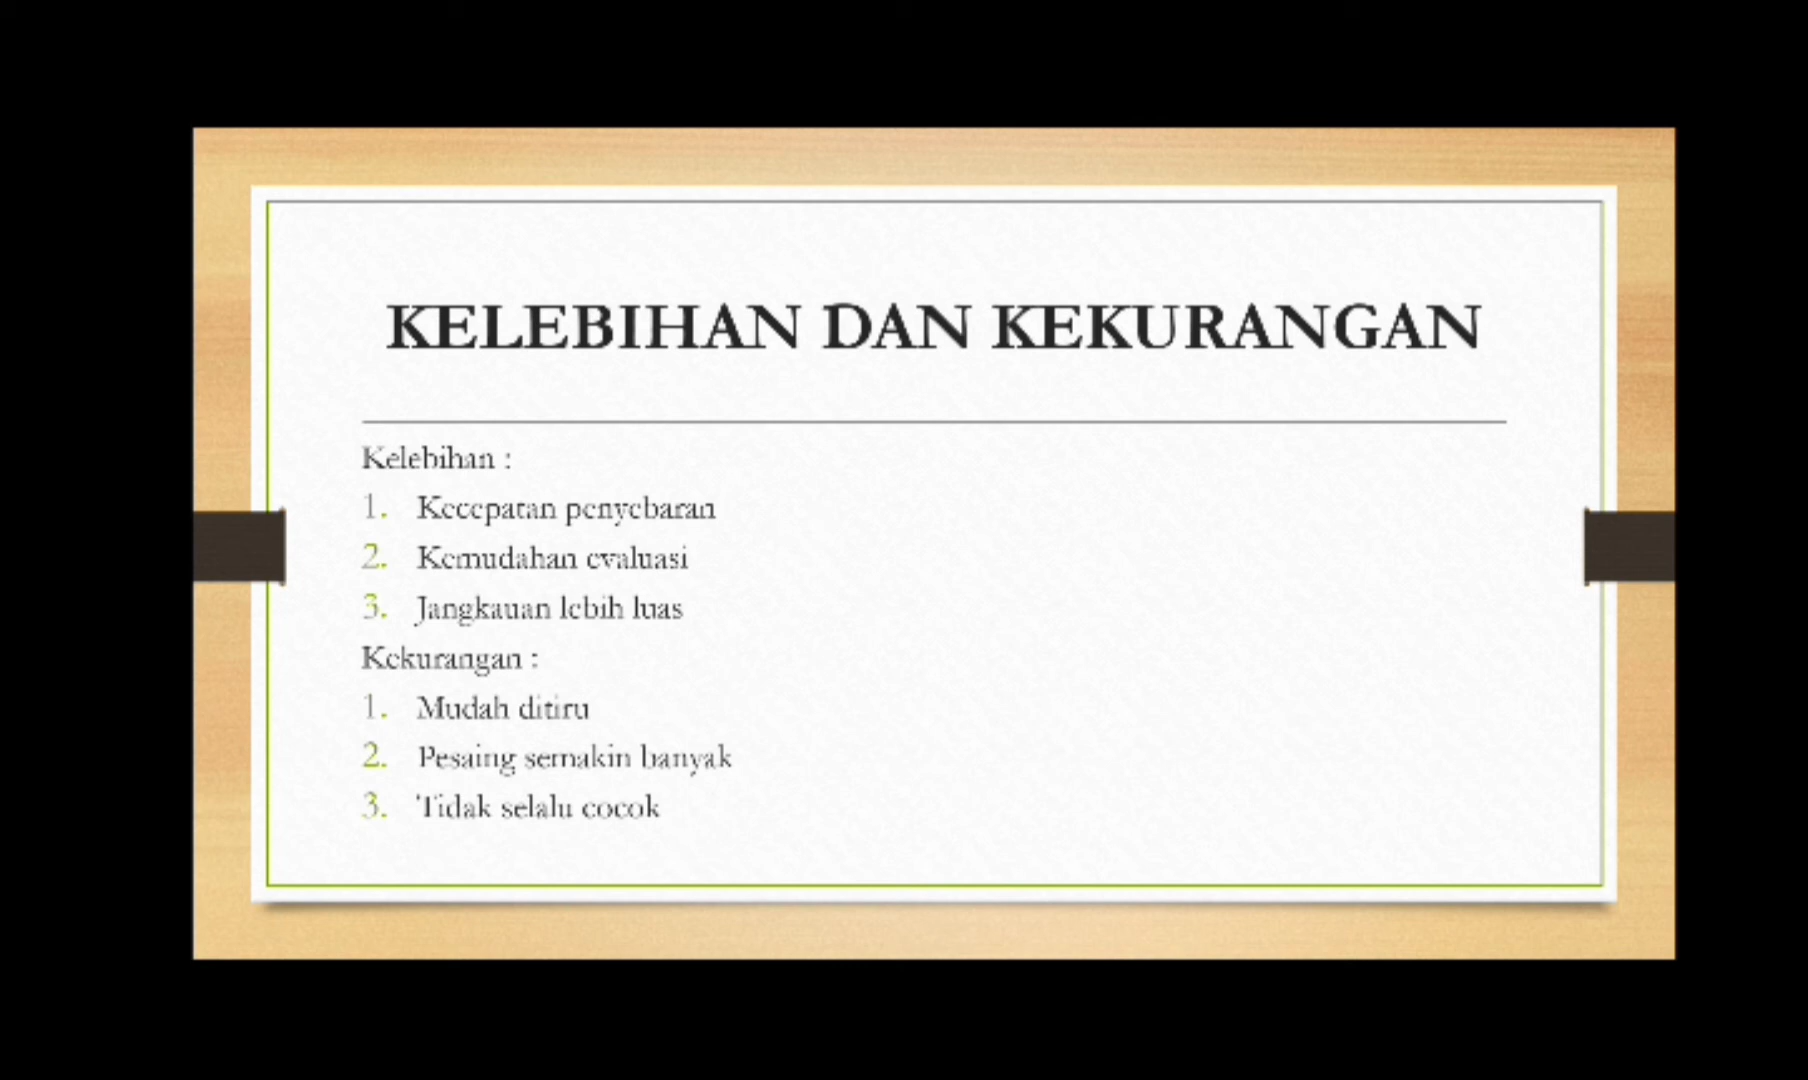 KELEBIHAN DAN KEKURANGAN
Kelebihan :
1. Kecepatan penyebaran
2. Kemudahan evaluasi
3. Jangkauan lebih luas
Kekurangan :
1. Mudah ditiru
2. Pesaing semakin banyak
3. Tidak selalu cocok